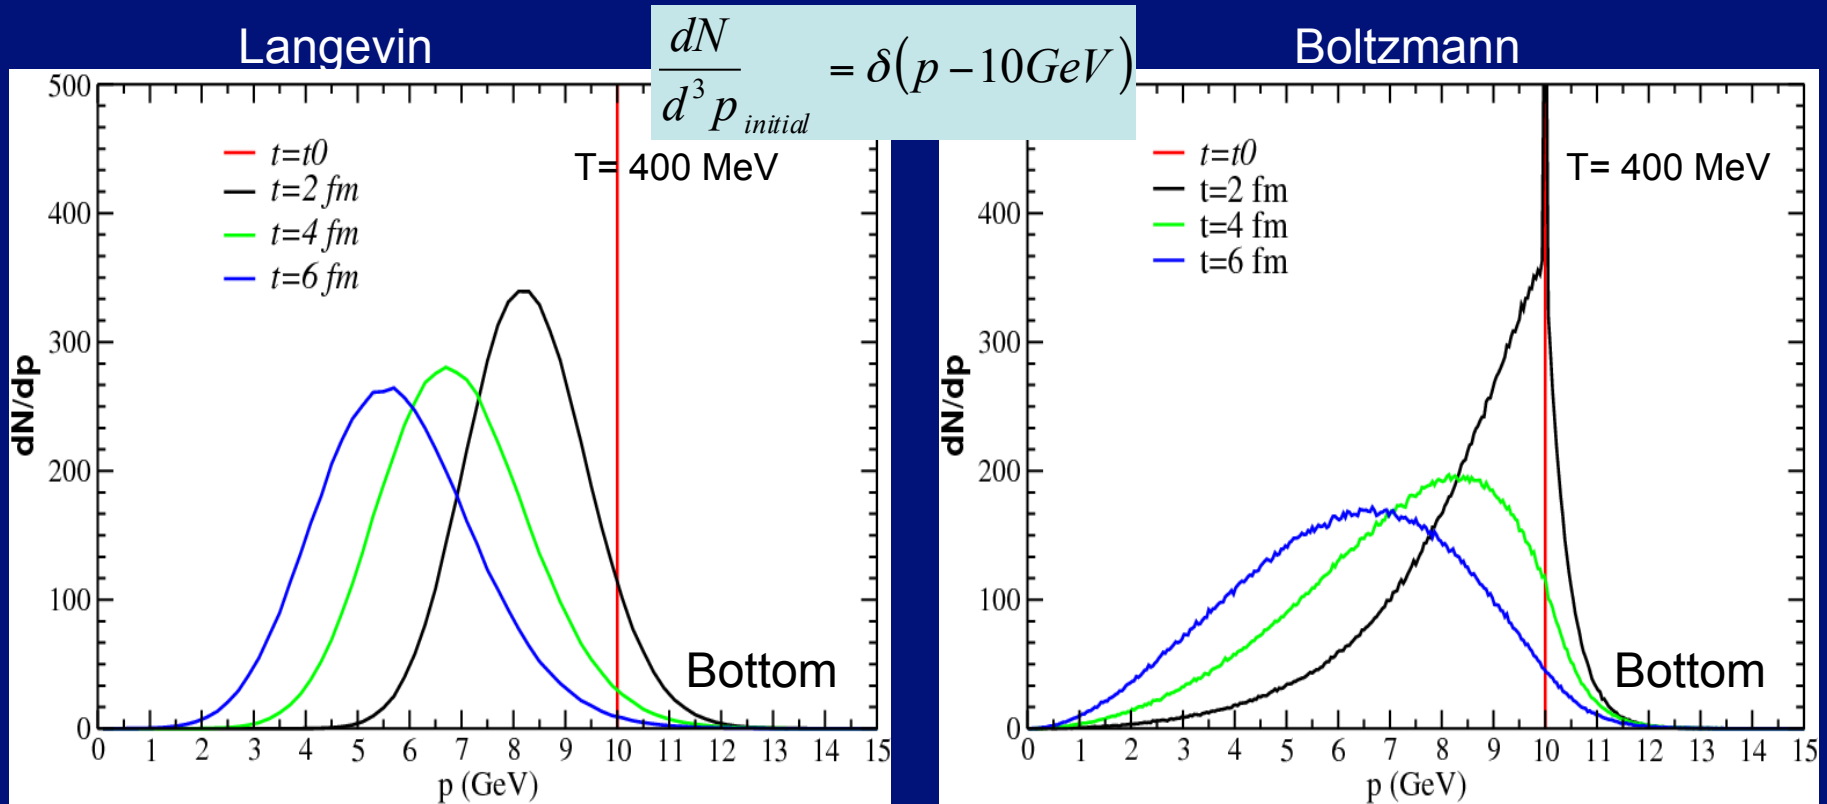 Langevin
dN/d³p initial = δ(p − 10GeV)
Boltzmann
500
400
300
200
100
0
dN/dp
t=t0
t=2 fm
t=4 fm
t=6 fm
T= 400 MeV
Bottom
0 1 2 3 4 5 6 7 8 9 10 11 12 13 14 15
p (GeV)
400
300
200
100
0
dN/dp
t=t0
t=2 fm
t=4 fm
t=6 fm
T= 400 MeV
Bottom
0 1 2 3 4 5 6 7 8 9 10 11 12 13 14 15
p (GeV)